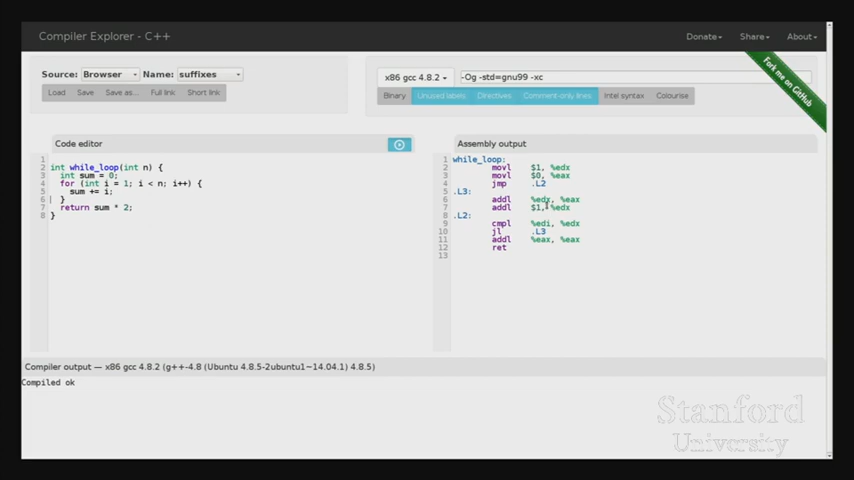 Compiler Explorer - C++
Donate Share About
Fork me on GitHub
Source: Browser Name: suffixes
Load Save Save as... Full link Short link
x86 gcc 4.8.2 -Og -std=gnu99 -xc
Binary Unused labels Directives Comment-only lines Intel syntax Colourise
Code editor
1
2 int while_loop(int n) {
3 int sum = 0;
4 for (int i = 1; i < n; i++) {
5 sum += i;
6 }
7 return sum * 2;
8 }
Assembly output
1 while_loop:
2 movl $1, %edx
3 movl $0, %eax
4 jmp .L2
5 .L3:
6 addl %edx, %eax
7 addl $1, %edx
8 .L2:
9 cmpl %edi, %edx
10 jl .L3
11 addl %eax, %eax
12 ret
13
Compiler output — x86 gcc 4.8.2 (g++-4.8 (Ubuntu 4.8.5-2ubuntu1~14.04.1) 4.8.5)
Compiled ok
Stanford
University